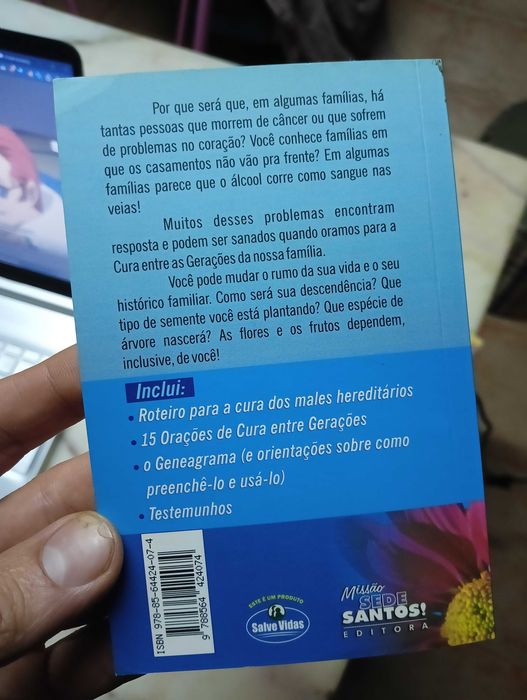 Por que será que, em algumas famílias, há
tantas pessoas que morrem de câncer ou que sofrem
de problemas no coração? Você conhece famílias em
que os casamentos não vão pra frente? Em algumas
famílias parece que o álcool corre como sangue nas
veias!
Muitos desses problemas encontram
resposta e podem ser sanados quando oramos para a
Cura entre as Gerações da nossa família.
Você pode mudar o rumo da sua vida e o seu
histórico familiar. Como será sua descendência? Que
tipo de semente você está plantando? Que espécie de
árvore nascerá? As flores e os frutos dependem,
inclusive, de você!
Inclui:
• Roteiro para a cura dos males hereditários
• 15 Orações de Cura entre Gerações
• o Geneagrama (e orientações sobre como
preenchê-lo e usá-lo)
• Testemunhos
ISBN 978-85-64424-07-4
9 788564 424074
ESTE É UM PRODUTO
Salve Vidas
Missão
SEDE
SANTOS!
EDITORA